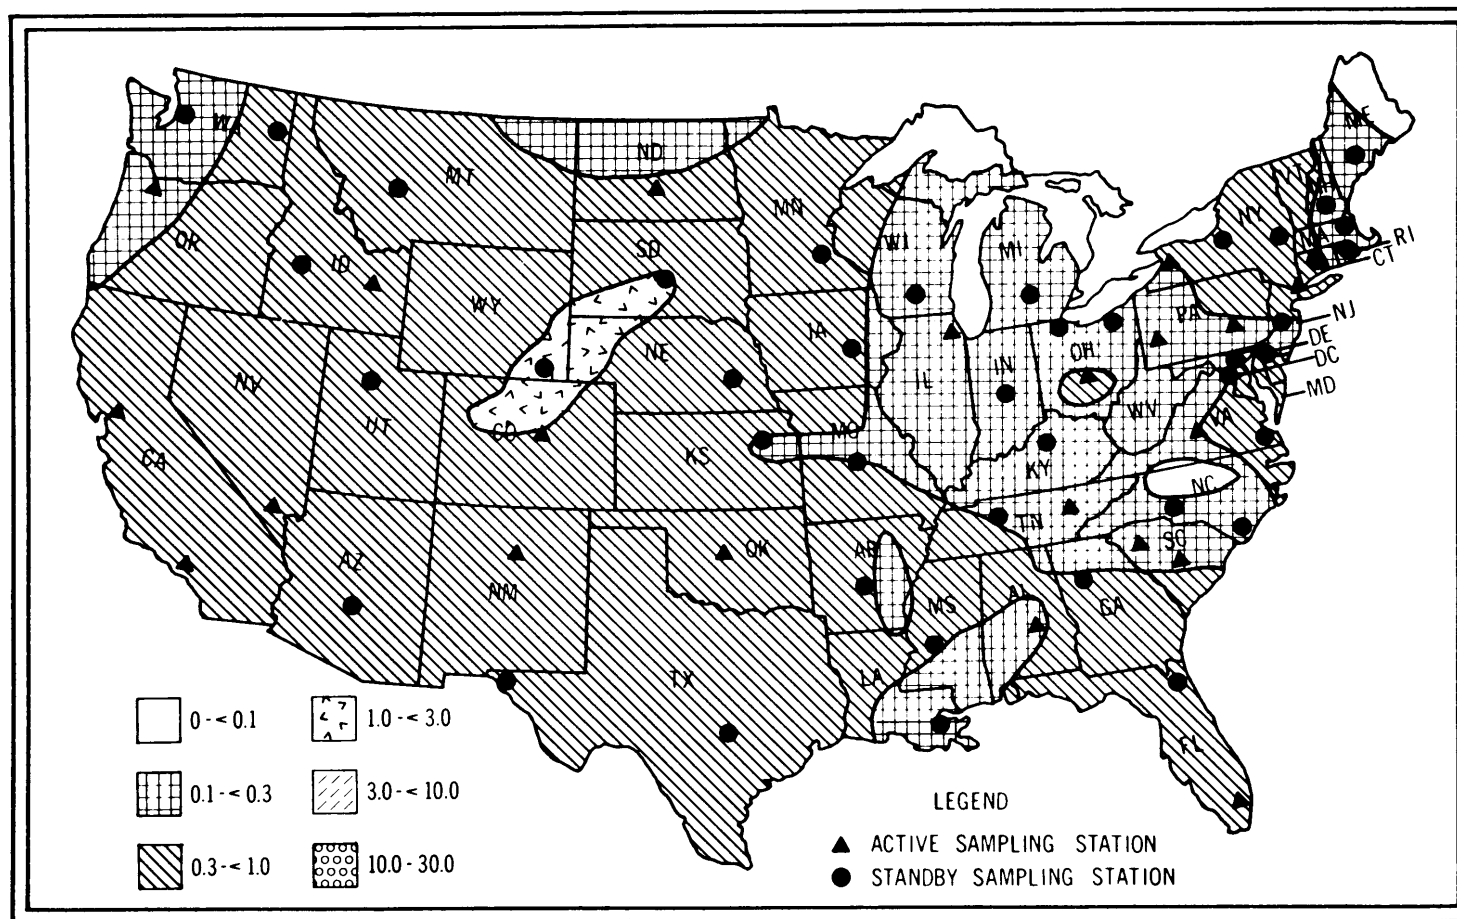 WA
ND
ME
MT
VT
NH
MN
NY
OR
ID
SD
WI
MI
MA
RI
CT
WY
IA
PA
NJ
NE
OH
DE
NV
IL
IN
DC
UT
MD
CO
MO
WV
VA
CA
KS
KY
NC
TN
AZ
OK
AR
SC
NM
MS
AL
GA
TX
LA
FL
0 - < 0.1
1.0 - < 3.0
0.1 - < 0.3
3.0 - < 10.0
0.3 - < 1.0
10.0 - 30.0
LEGEND
ACTIVE SAMPLING STATION
STANDBY SAMPLING STATION